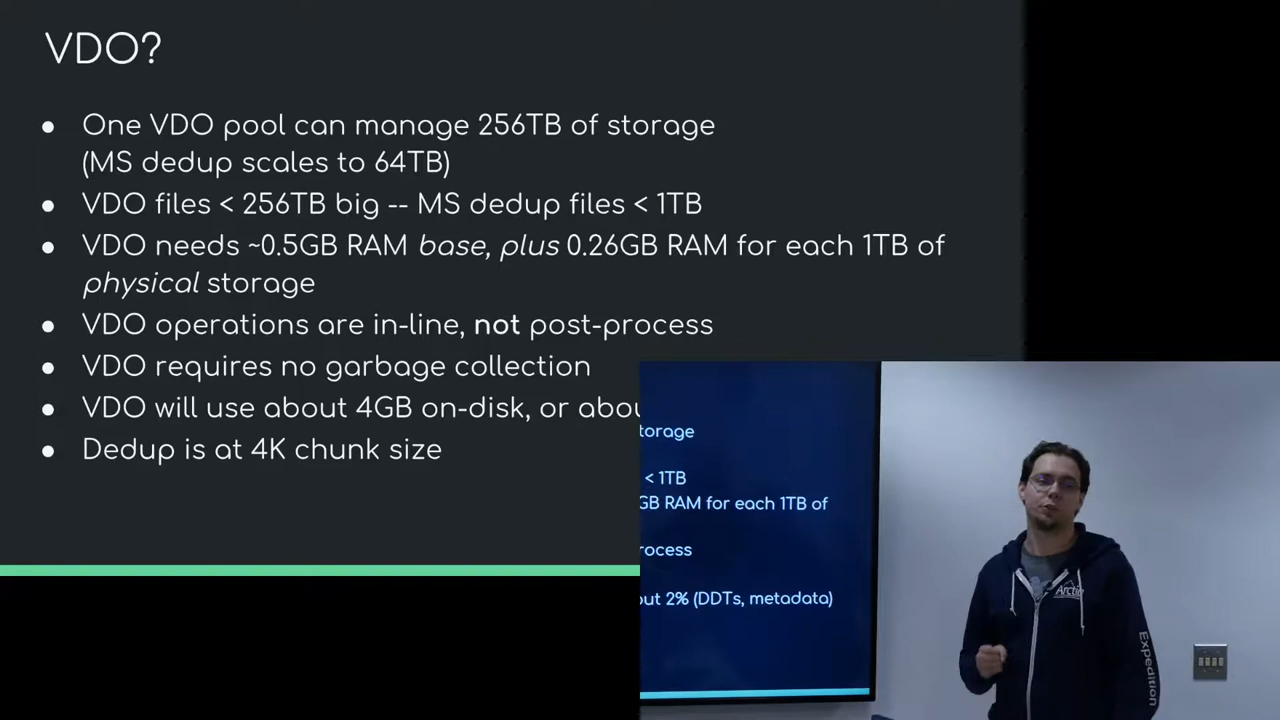 VDO?
● One VDO pool can manage 256TB of storage
(MS dedup scales to 64TB)
● VDO files < 256TB big -- MS dedup files < 1TB
● VDO needs ~0.5GB RAM base, plus 0.26GB RAM for each 1TB of
physical storage
● VDO operations are in-line, not post-process
● VDO requires no garbage collection
● VDO will use about 4GB on-disk, or abou
● Dedup is at 4K chunk size
torage
< 1TB
GB RAM for each 1TB of
rocess
out 2% (DDTs, metadata)
Arctic
Expedition